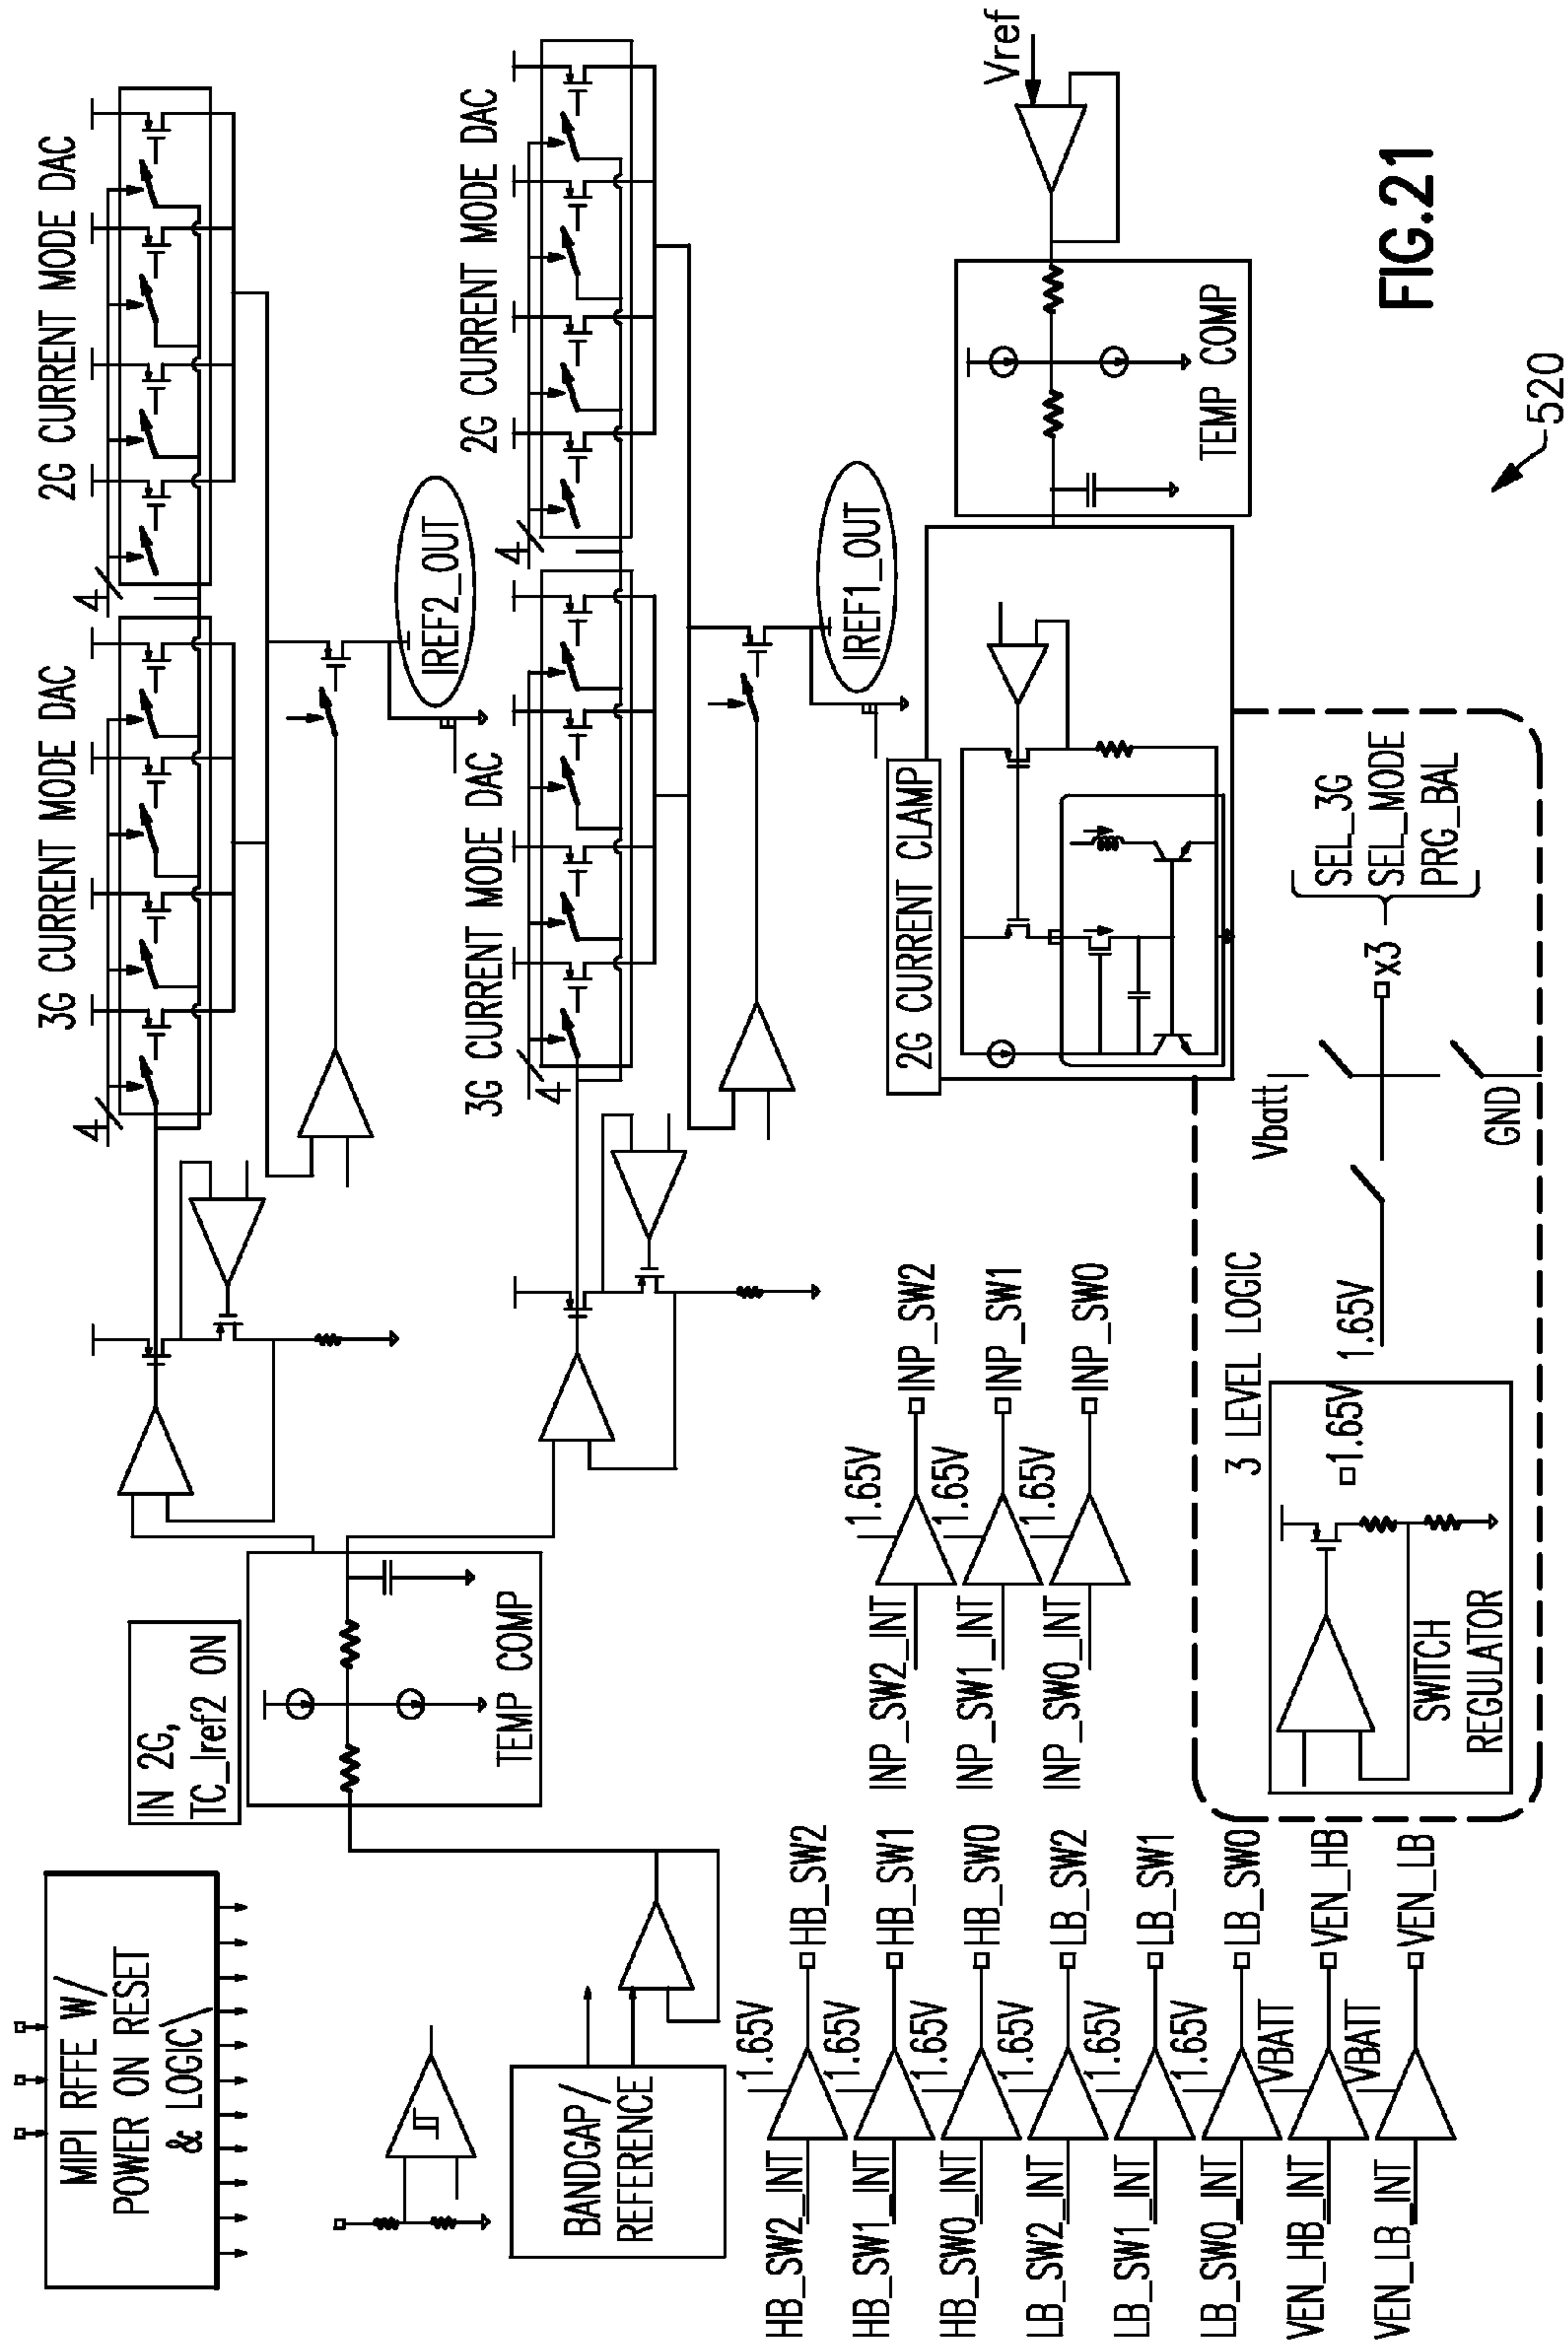 MIPI RFFE W/
POWER ON RESET
& LOGIC\
IN 2G,
TC_Iref2 ON
3G CURRENT MODE DAC
2G CURRENT MODE DAC
4
4
TEMP COMP
IREF2_OUT
3G CURRENT MODE DAC
2G CURRENT MODE DAC
4
4
BANDGAP/
REFERENCE
IREF1_OUT
HB_SW2_INT
1.65V
HB_SW2
HB_SW1_INT
1.65V
HB_SW1
HB_SW0_INT
1.65V
HB_SW0
LB_SW2_INT
1.65V
LB_SW2
LB_SW1_INT
1.65V
LB_SW1
LB_SW0_INT
1.65V
LB_SW0
VEN_HB_INT
VBATT
VEN_HB
VEN_LB_INT
VBATT
VEN_LB
INP_SW2_INT
1.65V
INP_SW2
INP_SW1_INT
1.65V
INP_SW1
INP_SW0_INT
1.65V
INP_SW0
2G CURRENT CLAMP
TEMP COMP
Vref
3 LEVEL LOGIC
1.65V
SWITCH
REGULATOR
1.65V
Vbatt
GND
x3
SEL_3G
SEL_MODE
PRG_BAL
520
FIG.21